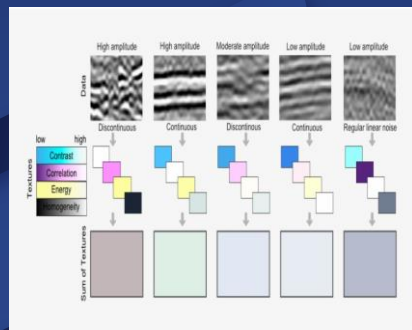 High amplitude High amplitude Moderate amplitude Low amplitude Low amplitude
Data
Discontinuous Continuous Discontinous Continuous Regular linear noise
low high
Textures
Contrast
Correlation
Energy
Homogeneity
Sum of Textures